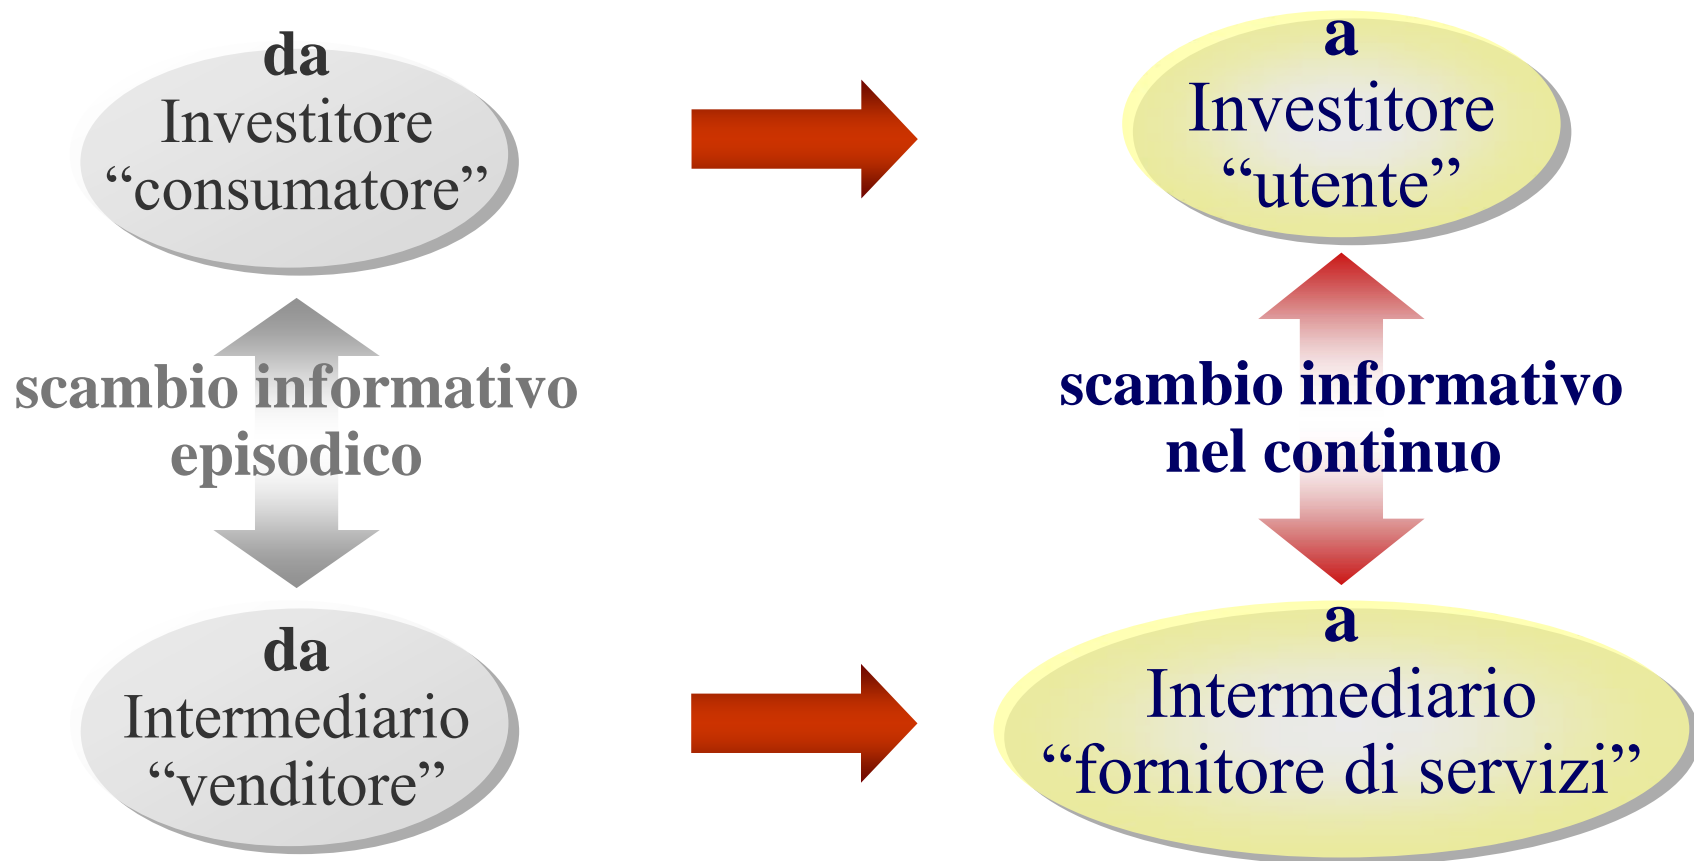 da
Investitore
“consumatore”
a
Investitore
“utente”
scambio informativo
episodico
scambio informativo
nel continuo
da
Intermediario
“venditore”
a
Intermediario
“fornitore di servizi”